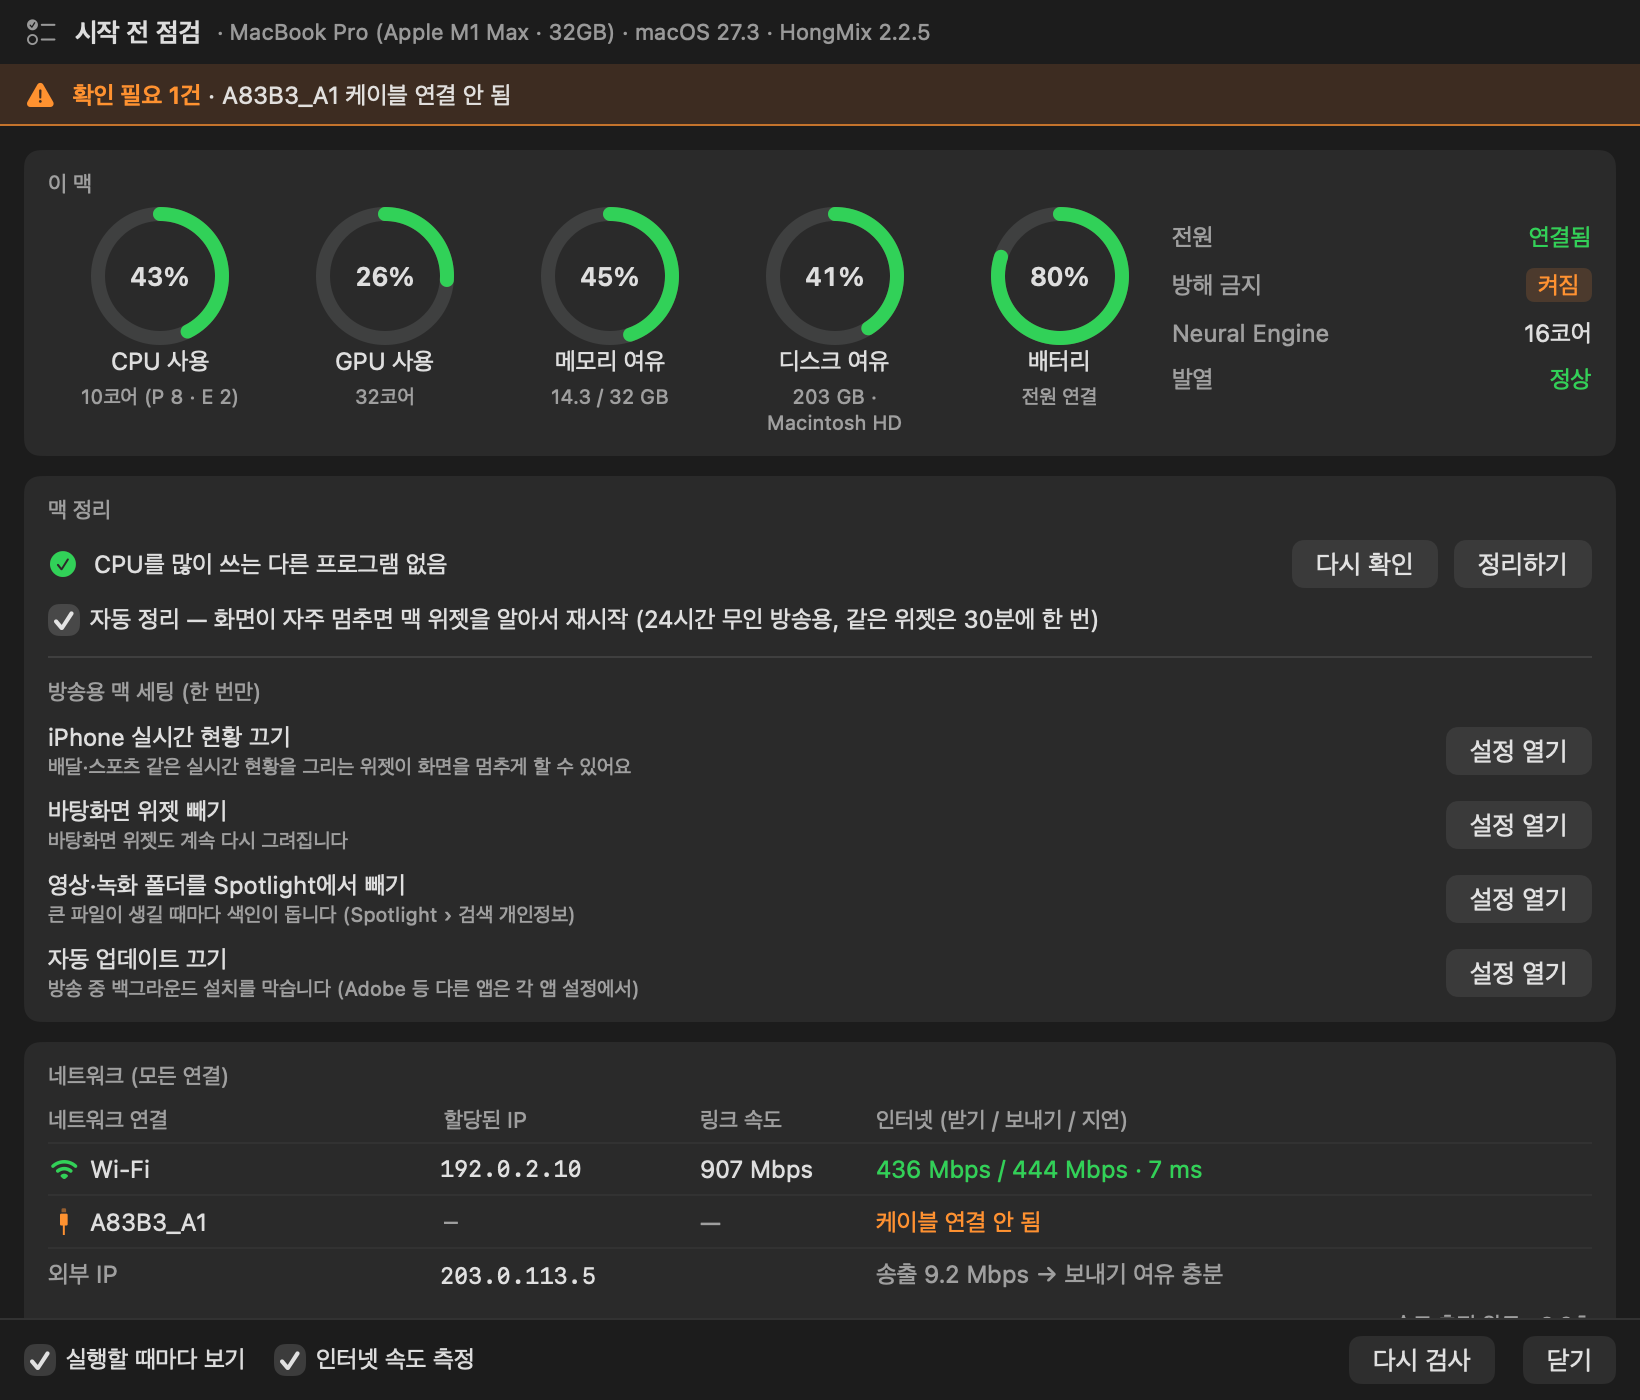 시작 전 점검 · MacBook Pro (Apple M1 Max · 32GB) · macOS 27.3 · HongMix 2.2.5
확인 필요 1건 · A83B3_A1 케이블 연결 안 됨
이 맥
43%
CPU 사용
10코어 (P 8 · E 2)
26%
GPU 사용
32코어
45%
메모리 여유
14.3 / 32 GB
41%
디스크 여유
203 GB ·
Macintosh HD
80%
배터리
전원 연결
전원 연결됨
방해 금지 켜짐
Neural Engine 16코어
발열 정상
맥 정리
CPU를 많이 쓰는 다른 프로그램 없음 다시 확인 정리하기
자동 정리 — 화면이 자주 멈추면 맥 위젯을 알아서 재시작 (24시간 무인 방송용, 같은 위젯은 30분에 한 번)
방송용 맥 세팅 (한 번만)
iPhone 실시간 현황 끄기
배달·스포츠 같은 실시간 현황을 그리는 위젯이 화면을 멈추게 할 수 있어요
설정 열기
바탕화면 위젯 빼기
바탕화면 위젯도 계속 다시 그려집니다
설정 열기
영상·녹화 폴더를 Spotlight에서 빼기
큰 파일이 생길 때마다 색인이 돕니다 (Spotlight › 검색 개인정보)
설정 열기
자동 업데이트 끄기
방송 중 백그라운드 설치를 막습니다 (Adobe 등 다른 앱은 각 앱 설정에서)
설정 열기
네트워크 (모든 연결)
네트워크 연결 할당된 IP 링크 속도 인터넷 (받기 / 보내기 / 지연)
Wi-Fi 192.0.2.10 907 Mbps 436 Mbps / 444 Mbps · 7 ms
A83B3_A1 — — 케이블 연결 안 됨
외부 IP 203.0.113.5 송출 9.2 Mbps → 보내기 여유 충분
실행할 때마다 보기 인터넷 속도 측정 다시 검사 닫기